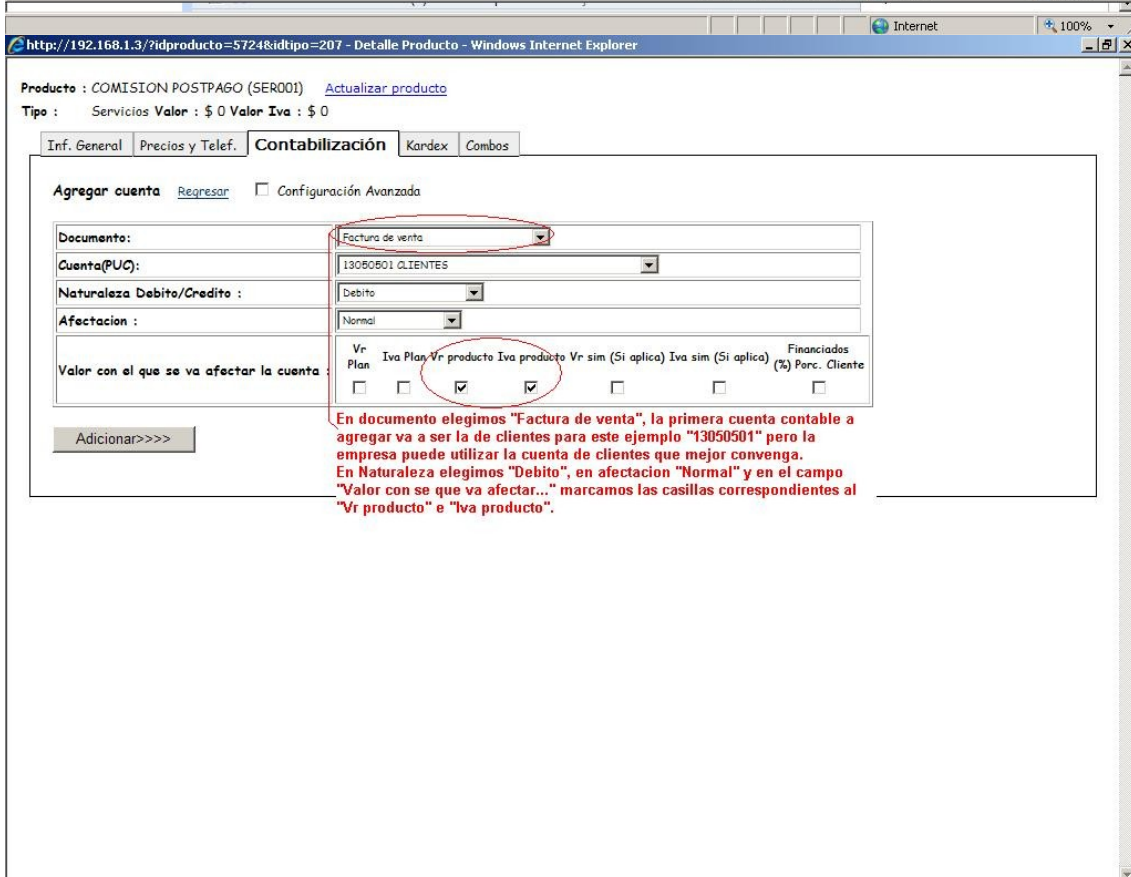 Internet 100%
http://192.168.1.3/?idproducto=5724&idtipo=207 - Detalle Producto - Windows Internet Explorer
Producto : COMISION POSTPAGO (SER001) Actualizar producto
Tipo : Servicios Valor : $ 0 Valor Iva : $ 0
Inf. General Precios y Telef. Contabilización Kardex Combos
Agregar cuenta Regresar Configuración Avanzada
Documento: Factura de venta
Cuenta(PUC): 13050501 CLIENTES
Naturaleza Debito/Credito : Debito
Afectacion : Normal
Valor con el que se va afectar la cuenta :
Vr Plan Iva Plan Vr producto Iva producto Vr sim (Si aplica) Iva sim (Si aplica) Financiados (%) Porc. Cliente
En documento elegimos "Factura de venta", la primera cuenta contable a
agregar va a ser la de clientes para este ejemplo "13050501" pero la
empresa puede utilizar la cuenta de clientes que mejor convenga.
En Naturaleza elegimos "Debito", en afectacion "Normal" y en el campo
"Valor con se que va afectar..." marcamos las casillas correspondientes al
"Vr producto" e "Iva producto".
Adicionar>>>>